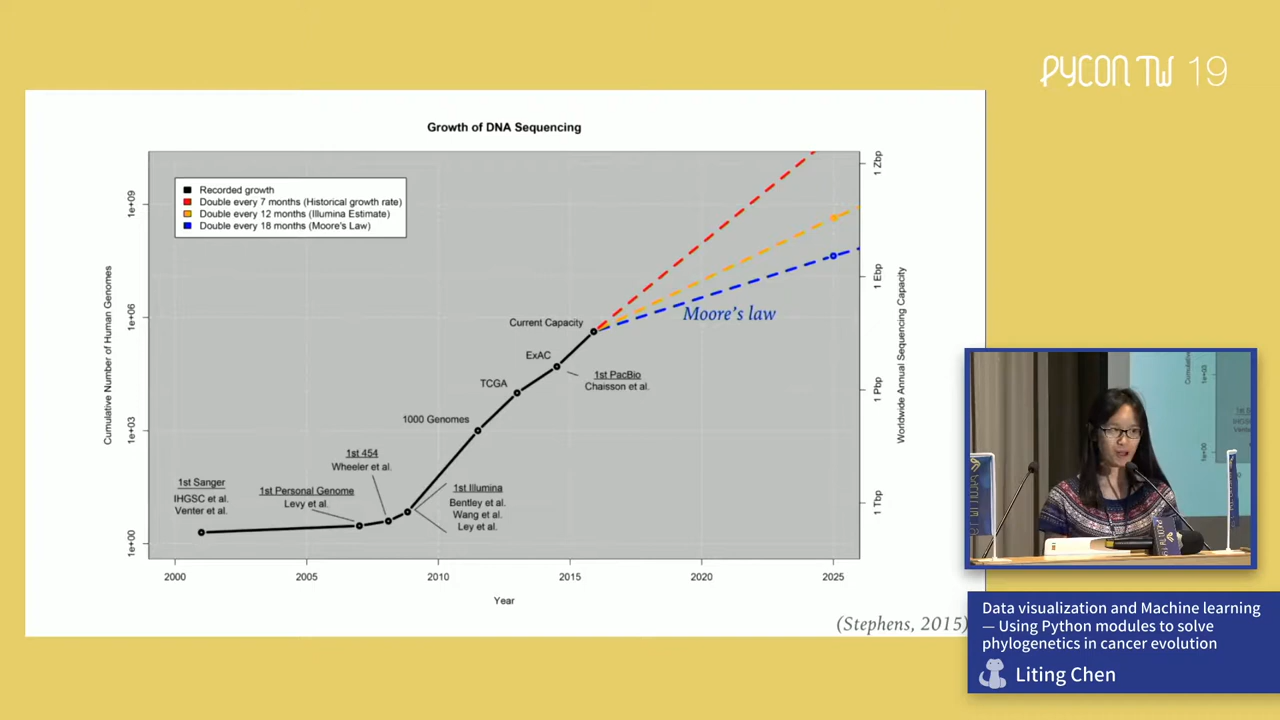 PYCON TW 19
Growth of DNA Sequencing
Recorded growth
Double every 7 months (Historical growth rate)
Double every 12 months (Illumina Estimate)
Double every 18 months (Moore's Law)
Cumulative Number of Human Genomes
1e+09
1e+06
1e+03
1e+00
Worldwide Annual Sequencing Capacity
1 Zbp
1 Ebp
1 Pbp
1 Tbp
Moore's law
Current Capacity
ExAC
1st PacBio
Chaisson et al.
TCGA
1000 Genomes
1st 454
Wheeler et al.
1st Sanger
IHGSC et al.
Venter et al.
1st Personal Genome
Levy et al.
1st Illumina
Bentley et al.
Wang et al.
Ley et al.
2000 2005 2010 2015 2020 2025
Year
(Stephens, 2015)
Data visualization and Machine learning
— Using Python modules to solve
phylogenetics in cancer evolution
Liting Chen